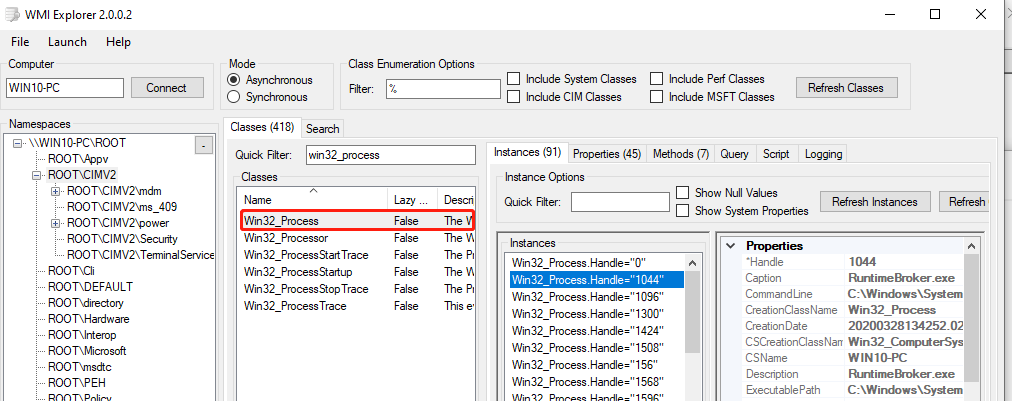 WMI Explorer 2.0.0.2
File Launch Help
Computer
WIN10-PC Connect
Mode
Asynchronous
Synchronous
Class Enumeration Options
Filter: %
Include System Classes Include Perf Classes
Include CIM Classes Include MSFT Classes
Refresh Classes
Namespaces
\\WIN10-PC\ROOT
-
ROOT\Appv
ROOT\CIMV2
ROOT\CIMV2\mdm
ROOT\CIMV2\ms_409
ROOT\CIMV2\power
ROOT\CIMV2\Security
ROOT\CIMV2\TerminalService
ROOT\Cli
ROOT\DEFAULT
ROOT\directory
ROOT\Hardware
ROOT\Interop
ROOT\Microsoft
ROOT\msdtc
ROOT\PEH
ROOT\Policy
Classes (418) Search
Quick Filter: win32_process
Classes
Name Lazy ... Descri
Win32_Process False The W
Win32_Processor False The W
Win32_ProcessStartTrace False The Pr
Win32_ProcessStartup False The W
Win32_ProcessStopTrace False The Pr
Win32_ProcessTrace False This ev
Instances (91) Properties (45) Methods (7) Query Script Logging
Instance Options
Quick Filter:
Show Null Values
Show System Properties
Refresh Instances Refresh
Instances
Win32_Process.Handle="0"
Win32_Process.Handle="1044"
Win32_Process.Handle="1096"
Win32_Process.Handle="1300"
Win32_Process.Handle="1424"
Win32_Process.Handle="1508"
Win32_Process.Handle="156"
Win32_Process.Handle="1568"
Win32_Process.Handle="1596"
Properties
*Handle 1044
Caption RuntimeBroker.exe
CommandLine C:\Windows\System
CreationClassName Win32_Process
CreationDate 20200328134252.02
CSCreationClassName Win32_ComputerSys
CSName WIN10-PC
Description RuntimeBroker.exe
ExecutablePath C:\Windows\System